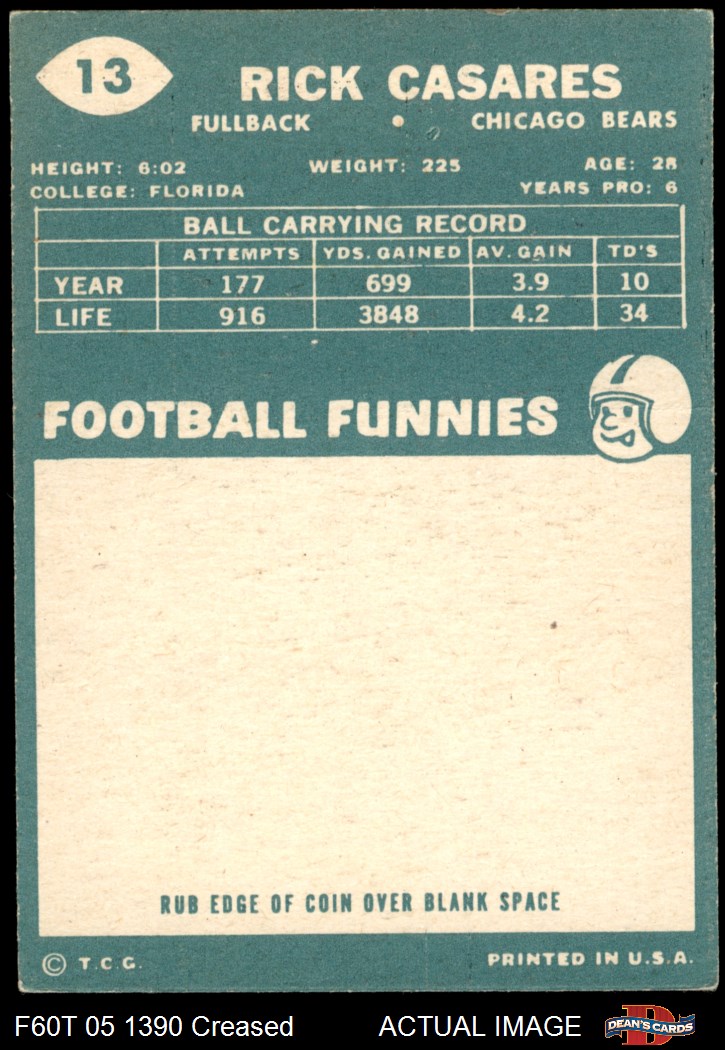 13
RICK CASARES
FULLBACK • CHICAGO BEARS
HEIGHT: 6:02 WEIGHT: 225 AGE: 28
COLLEGE: FLORIDA YEARS PRO: 6
BALL CARRYING RECORD
ATTEMPTS YDS. GAINED AV. GAIN TD'S
YEAR 177 699 3.9 10
LIFE 916 3848 4.2 34
FOOTBALL FUNNIES
RUB EDGE OF COIN OVER BLANK SPACE
© T.C.G. PRINTED IN U.S.A.
F60T 05 1390 Creased ACTUAL IMAGE D DEAN'S CARDS